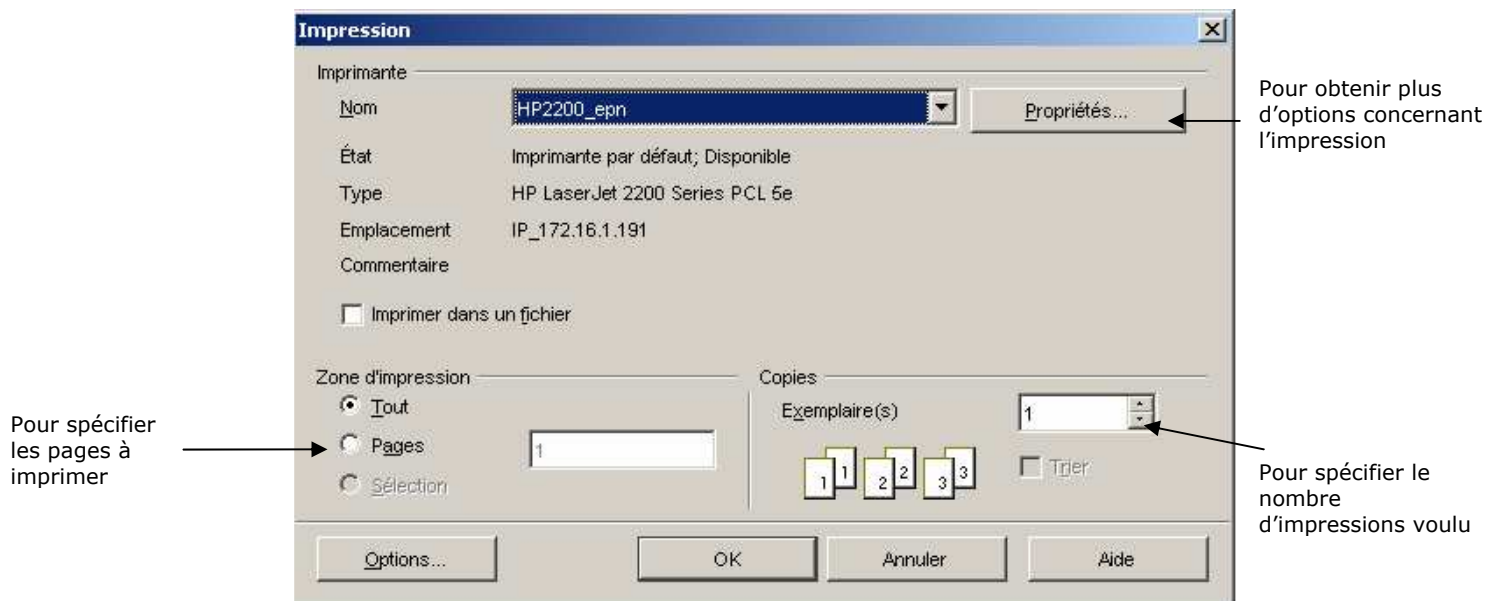 Impression
Imprimante
Nom
HP2200_epn
Propriétés...
État
Imprimante par défaut; Disponible
Type
HP LaserJet 2200 Series PCL 5e
Emplacement
IP_172.16.1.191
Commentaire
Imprimer dans un fichier
Pour obtenir plus
d’options concernant
l’impression
Zone d'impression
Tout
Pages
1
Sélection
Pour spécifier
les pages à
imprimer
Copies
Exemplaire(s)
1
1 1 2 2 3 3
Trier
Pour spécifier le
nombre
d’impressions voulu
Options...
OK
Annuler
Aide